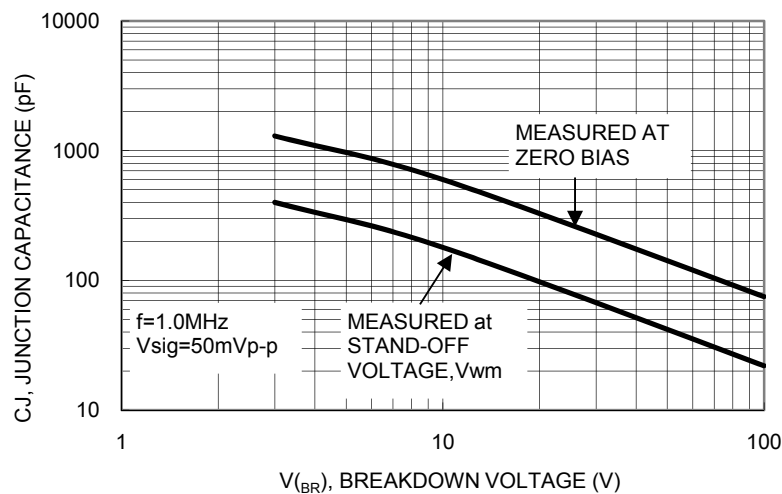 10000
1000
100
10
CJ, JUNCTION CAPACITANCE (pF)
MEASURED AT
ZERO BIAS
f=1.0MHz
Vsig=50mVp-p
MEASURED at
STAND-OFF
VOLTAGE,Vwm
1
10
100
V(BR), BREAKDOWN VOLTAGE (V)